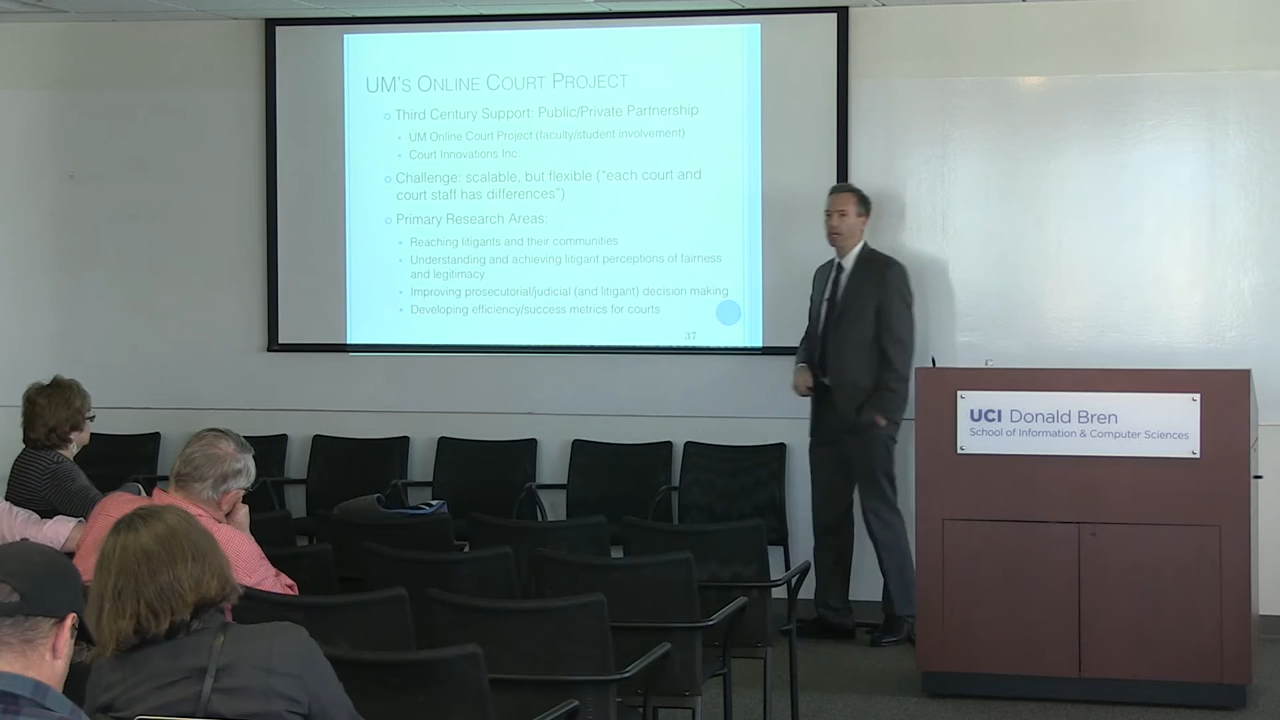 UM'S ONLINE COURT PROJECT
Third Century Support: Public/Private Partnership
UM Online Court Project (faculty/student involvement)
Court Innovations Inc.
Challenge: scalable, but flexible ("each court and
court staff has differences")
Primary Research Areas:
Reaching litigants and their communities
Understanding and achieving litigant perceptions of fairness
and legitimacy
Improving prosecutorial/judicial (and litigant) decision making
Developing efficiency/success metrics for courts
37
UCI Donald Bren
School of Information & Computer Sciences